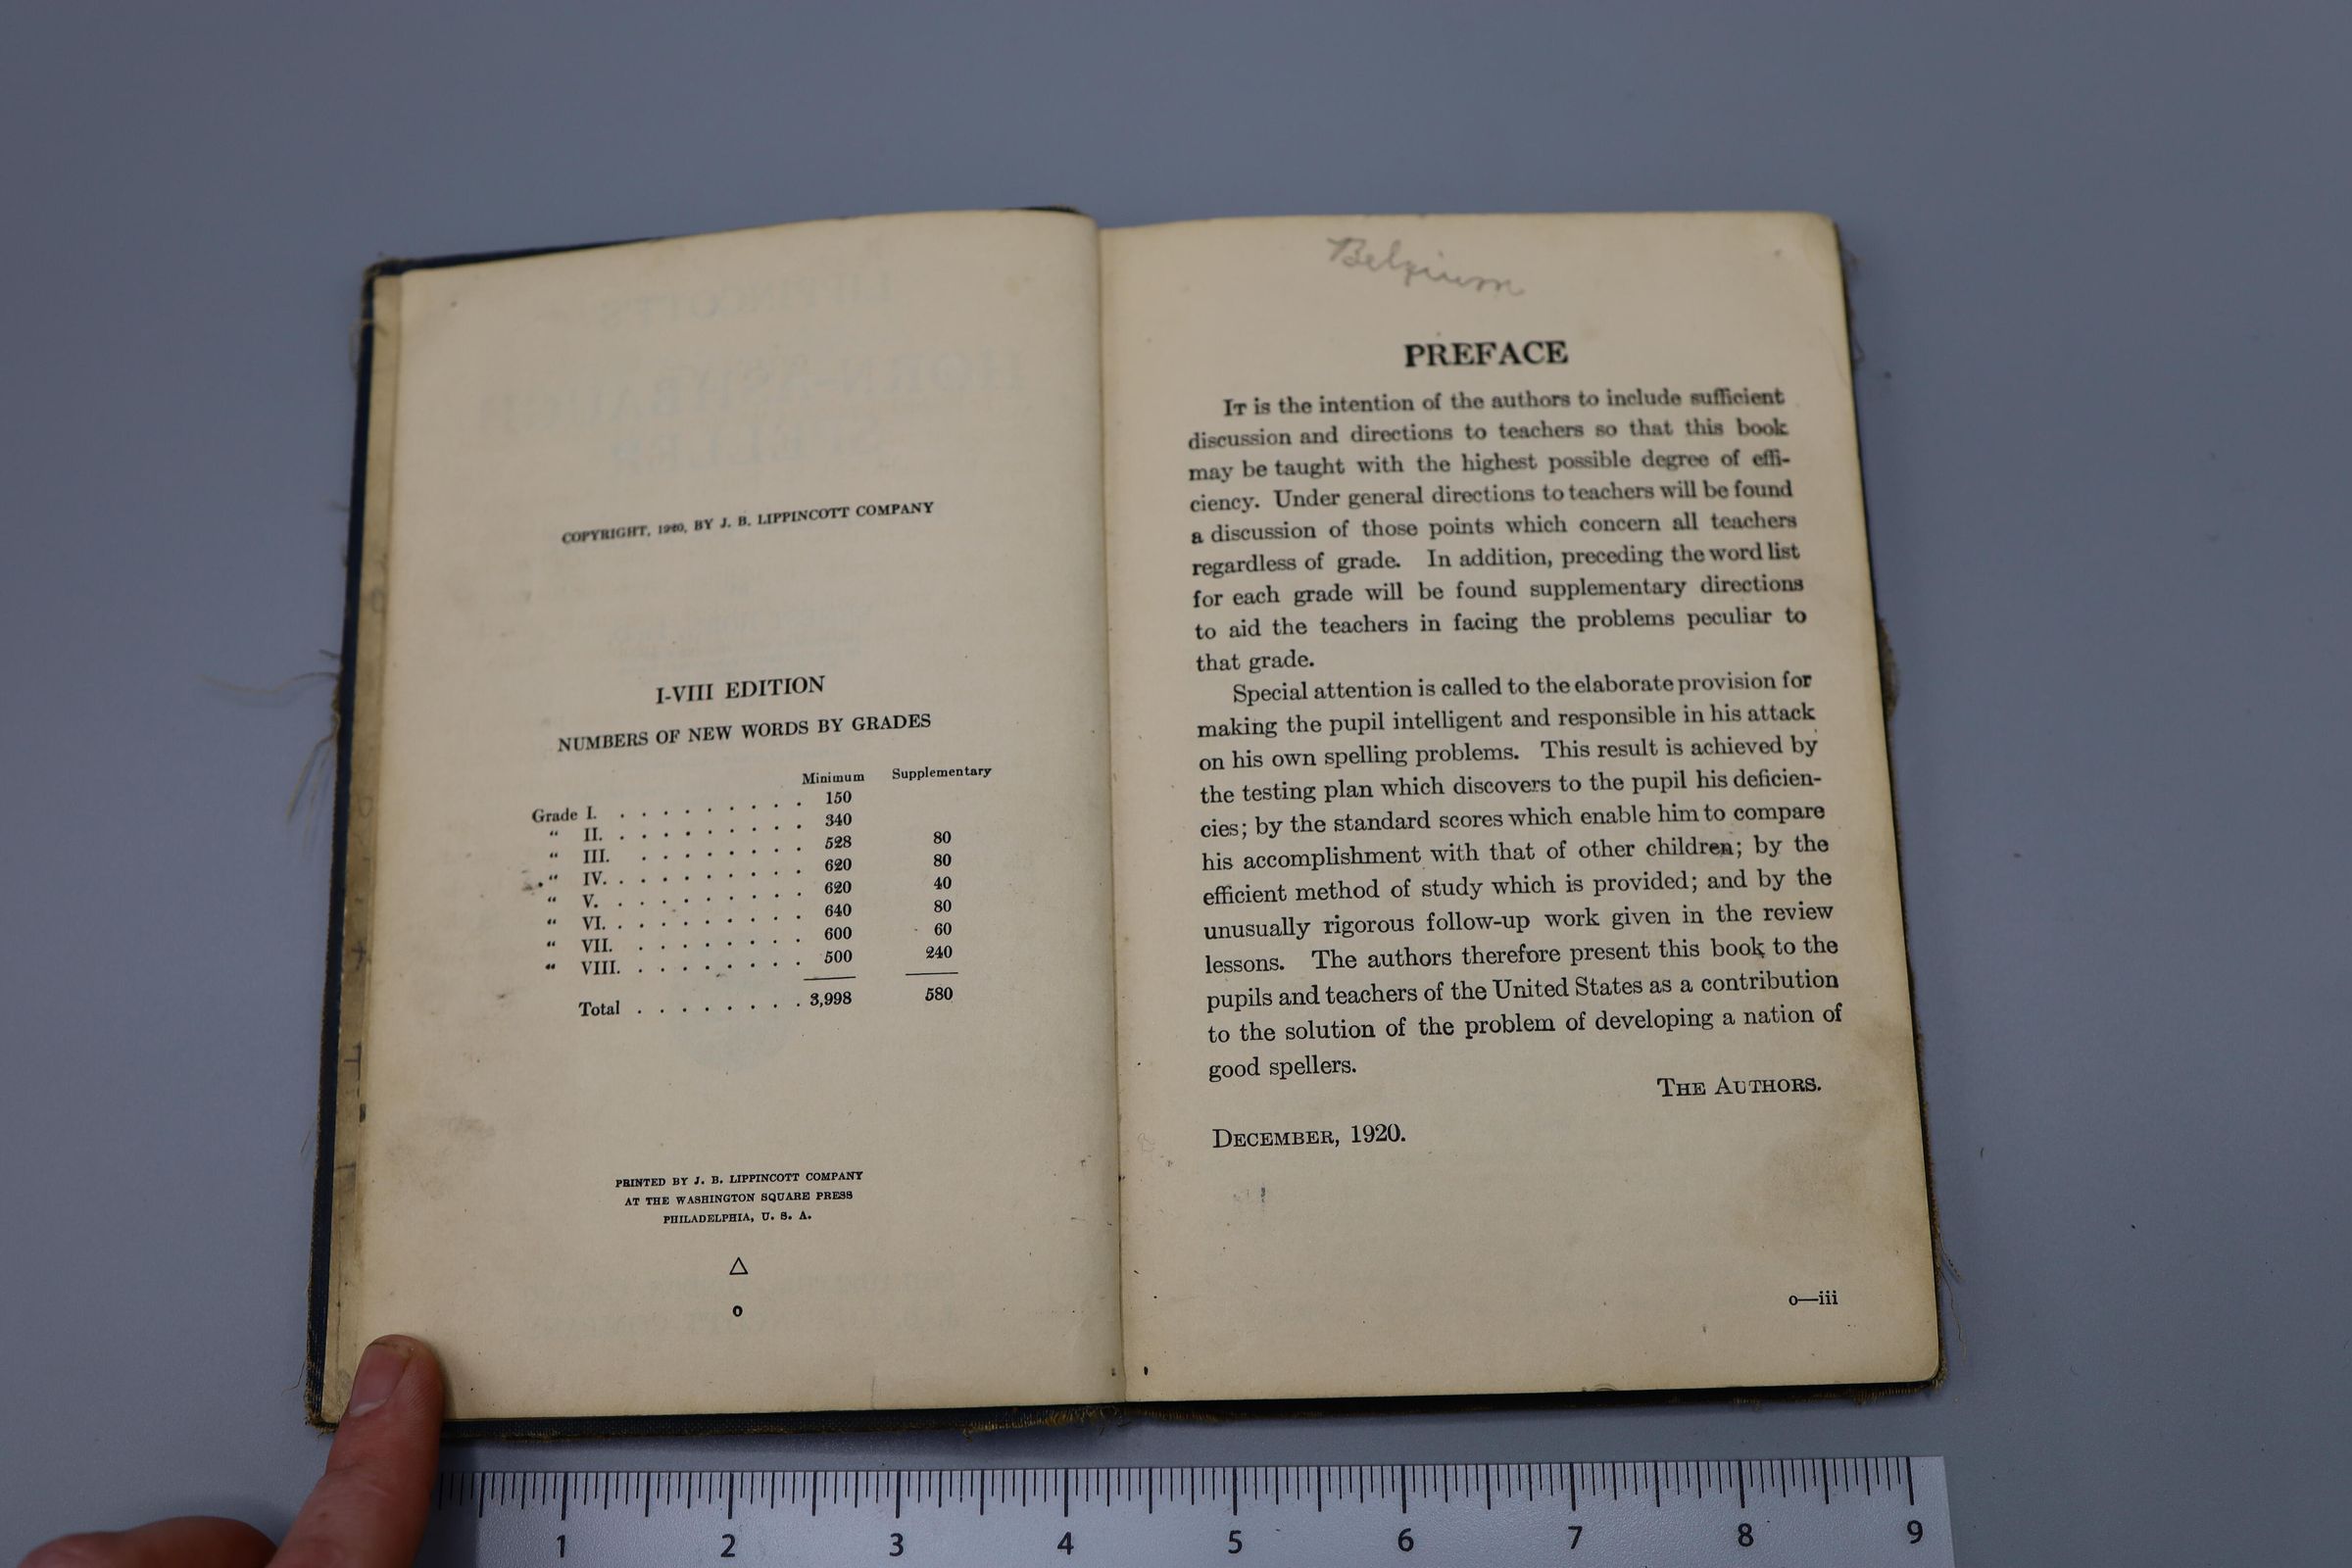 COPYRIGHT, 1920, BY J. B. LIPPINCOTT COMPANY
I-VIII EDITION
NUMBERS OF NEW WORDS BY GRADES
Minimum Supplementary
Grade I. . . . . . . . . . 150
“ II. . . . . . . . . . 340
“ III. . . . . . . . . 528 80
“ IV. . . . . . . . . . 620 80
“ V. . . . . . . . . . 620 40
“ VI. . . . . . . . . . 640 80
“ VII. . . . . . . . . 600 60
“ VIII. . . . . . . . . 500 240
Total . . . . . . . . 3,998 580
PRINTED BY J. B. LIPPINCOTT COMPANY
AT THE WASHINGTON SQUARE PRESS
PHILADELPHIA, U. S. A.
△
o
Belgium
PREFACE
IT is the intention of the authors to include sufficient
discussion and directions to teachers so that this book
may be taught with the highest possible degree of effi-
ciency. Under general directions to teachers will be found
a discussion of those points which concern all teachers
regardless of grade. In addition, preceding the word list
for each grade will be found supplementary directions
to aid the teachers in facing the problems peculiar to
that grade.
Special attention is called to the elaborate provision for
making the pupil intelligent and responsible in his attack
on his own spelling problems. This result is achieved by
the testing plan which discovers to the pupil his deficien-
cies; by the standard scores which enable him to compare
his accomplishment with that of other children; by the
efficient method of study which is provided; and by the
unusually rigorous follow-up work given in the review
lessons. The authors therefore present this book to the
pupils and teachers of the United States as a contribution
to the solution of the problem of developing a nation of
good spellers.
THE AUTHORS.
DECEMBER, 1920.
o—iii
1 2 3 4 5 6 7 8 9